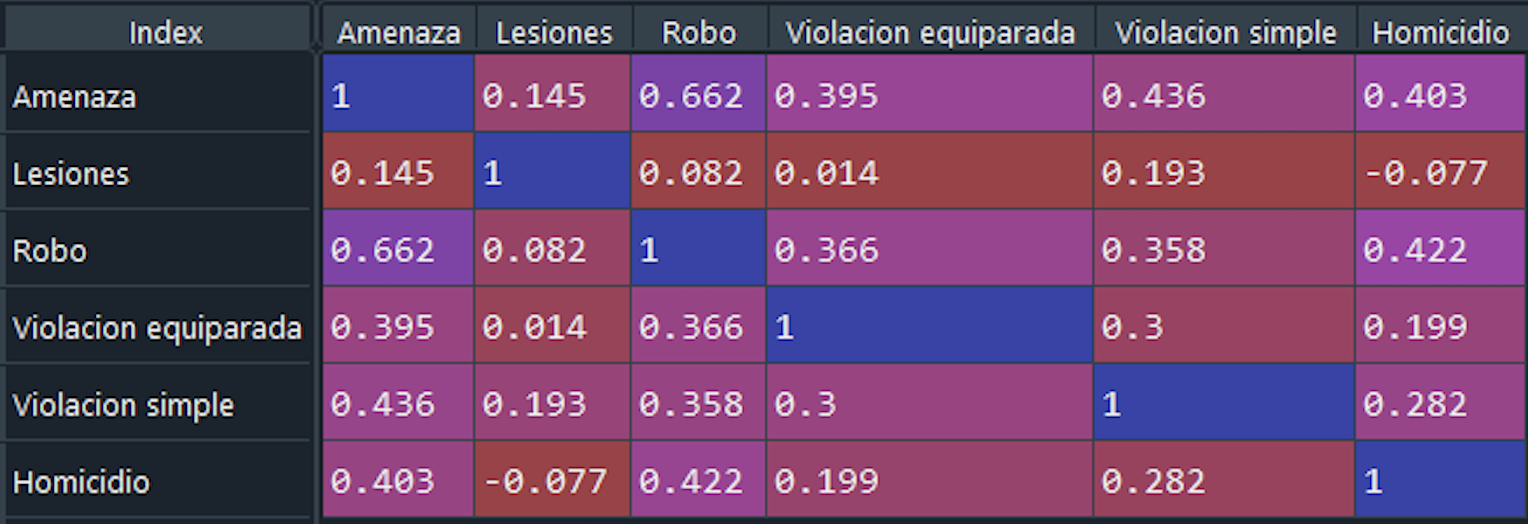 Index Amenaza Lesiones Robo Violacion equiparada Violacion simple Homicidio
Amenaza 1 0.145 0.662 0.395 0.436 0.403
Lesiones 0.145 1 0.082 0.014 0.193 -0.077
Robo 0.662 0.082 1 0.366 0.358 0.422
Violacion equiparada 0.395 0.014 0.366 1 0.3 0.199
Violacion simple 0.436 0.193 0.358 0.3 1 0.282
Homicidio 0.403 -0.077 0.422 0.199 0.282 1